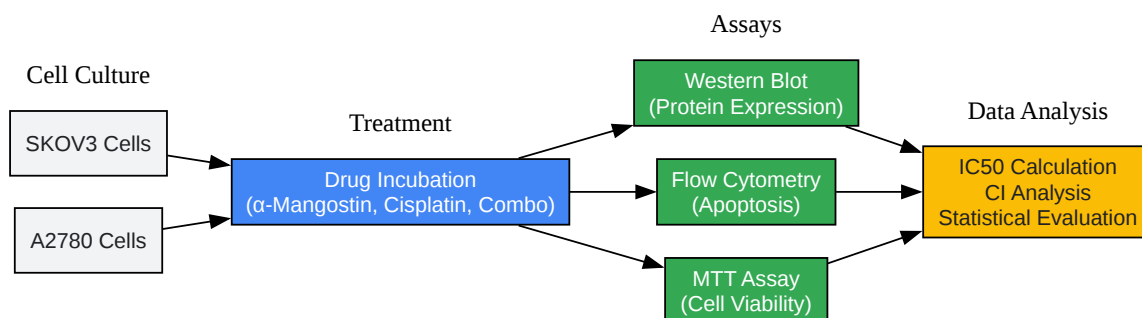 Cell Culture
SKOV3 Cells
A2780 Cells
Treatment
Drug Incubation
(α-Mangostin, Cisplatin, Combo)
Assays
Western Blot
(Protein Expression)
Flow Cytometry
(Apoptosis)
MTT Assay
(Cell Viability)
Data Analysis
IC50 Calculation
CI Analysis
Statistical Evaluation